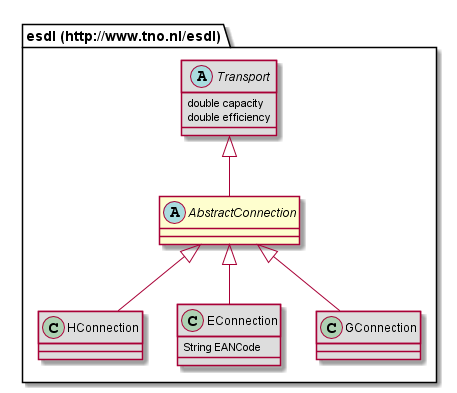 esdl (http://www.tno.nl/esdl)
A Transport
double capacity
double efficiency
A AbstractConnection
C HConnection
C EConnection
String EANCode
C GConnection